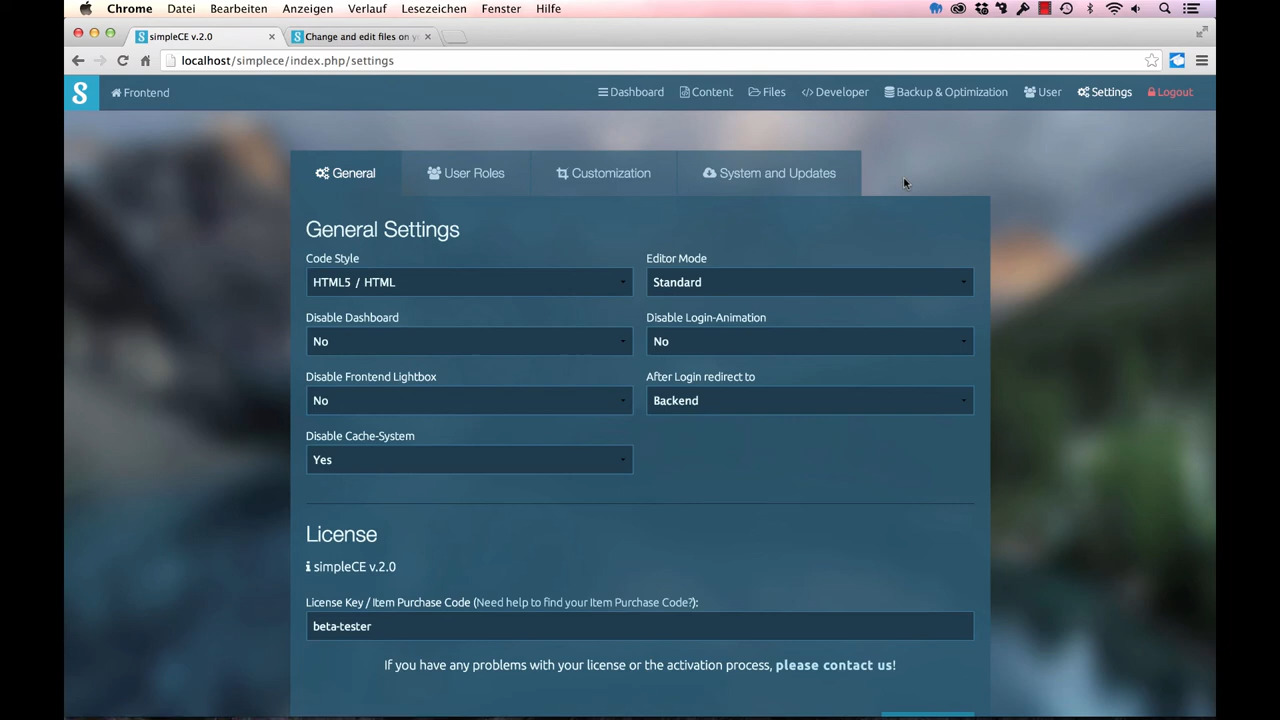 Chrome Datei Bearbeiten Anzeigen Verlauf Lesezeichen Fenster Hilfe
simpleCE v.2.0 Change and edit files on
localhost/simplece/index.php/settings
S Frontend Dashboard Content Files Developer Backup & Optimization User Settings Logout
General User Roles Customization System and Updates
General Settings
Code Style Editor Mode
HTML5 / HTML Standard
Disable Dashboard Disable Login-Animation
No No
Disable Frontend Lightbox After Login redirect to
No Backend
Disable Cache-System
Yes
License
simpleCE v.2.0
License Key / Item Purchase Code (Need help to find your Item Purchase Code?):
beta-tester
If you have any problems with your license or the activation process, please contact us!